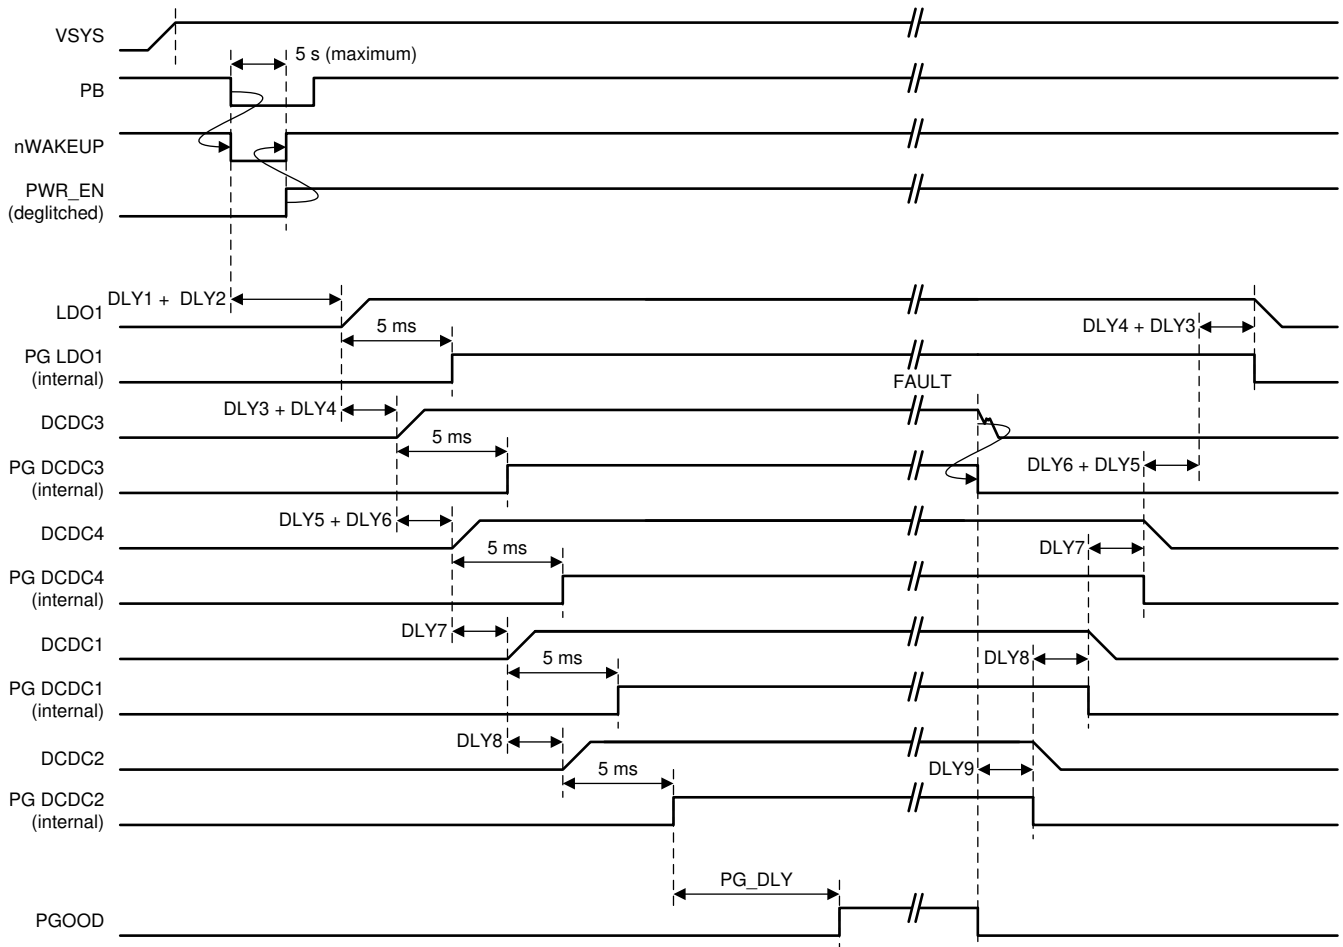 VSYS
5 s (maximum)
PB
nWAKEUP
PWR_EN
(deglitched)
DLY1 + DLY2
LDO1
5 ms
DLY4 + DLY3
PG LDO1
(internal)
FAULT
DLY3 + DLY4
DCDC3
5 ms
PG DCDC3
(internal)
DLY6 + DLY5
DLY5 + DLY6
DCDC4
5 ms
DLY7
PG DCDC4
(internal)
DLY7
DCDC1
5 ms
DLY8
PG DCDC1
(internal)
DLY8
DCDC2
5 ms
DLY9
PG DCDC2
(internal)
PG_DLY
PGOOD